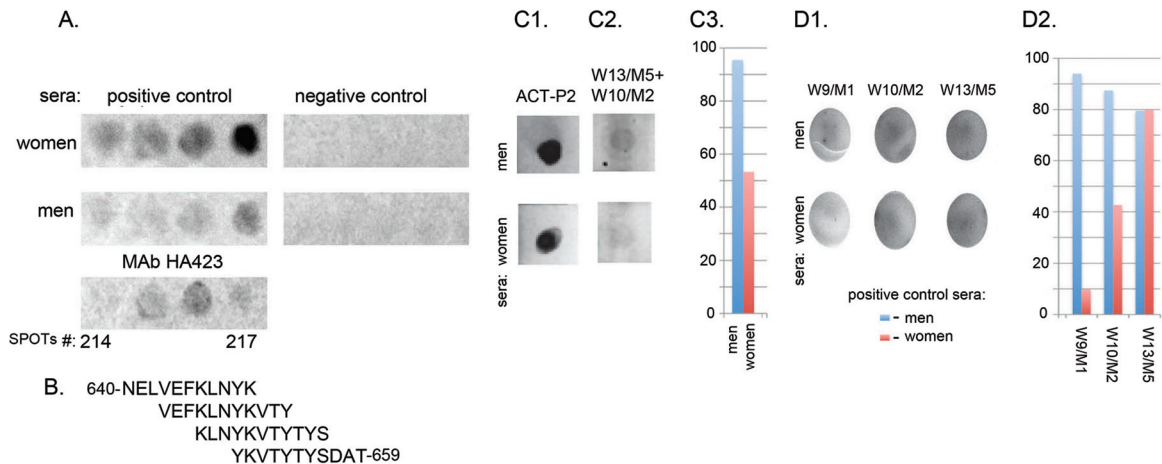 A.
sera: positive control negative control
women
men
MAb HA423
SPOTs #: 214 217
B.
640-NELVEFKLNYK
VEFKLNYKVTY
KLNYKVTYTYS
YKVTYTYSDAT-659
C1.
ACT-P2
men
women
sera:
C2.
W13/M5+
W10/M2
C3.
100
80
60
40
20
0
men
women
D1.
W9/M1 W10/M2 W13/M5
men
women
sera:
positive control sera:
- men
- women
D2.
100
80
60
40
20
0
W9/M1
W10/M2
W13/M5